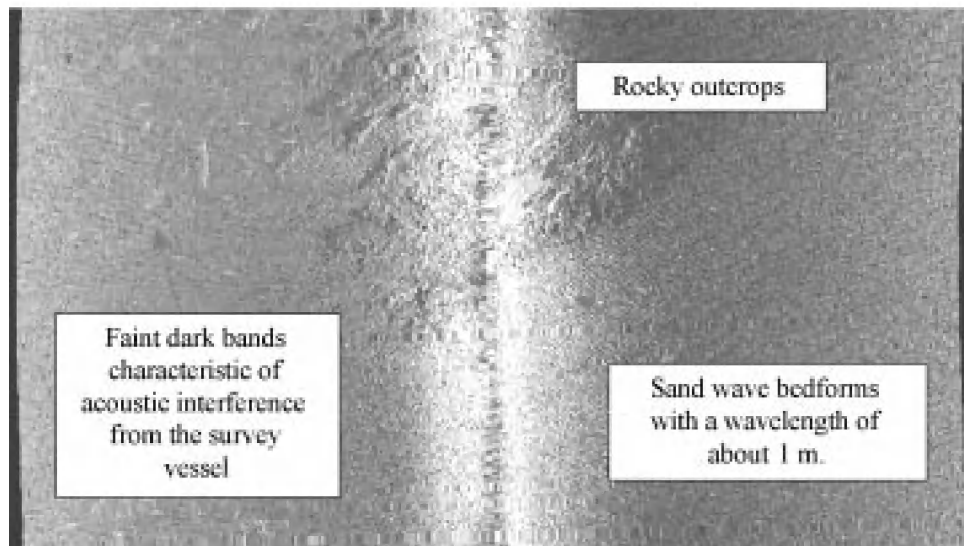 Rocky outcrops
Faint dark bands
characteristic of
acoustic interference
from the survey
vessel
Sand wave bedforms
with a wavelength of
about 1 m.